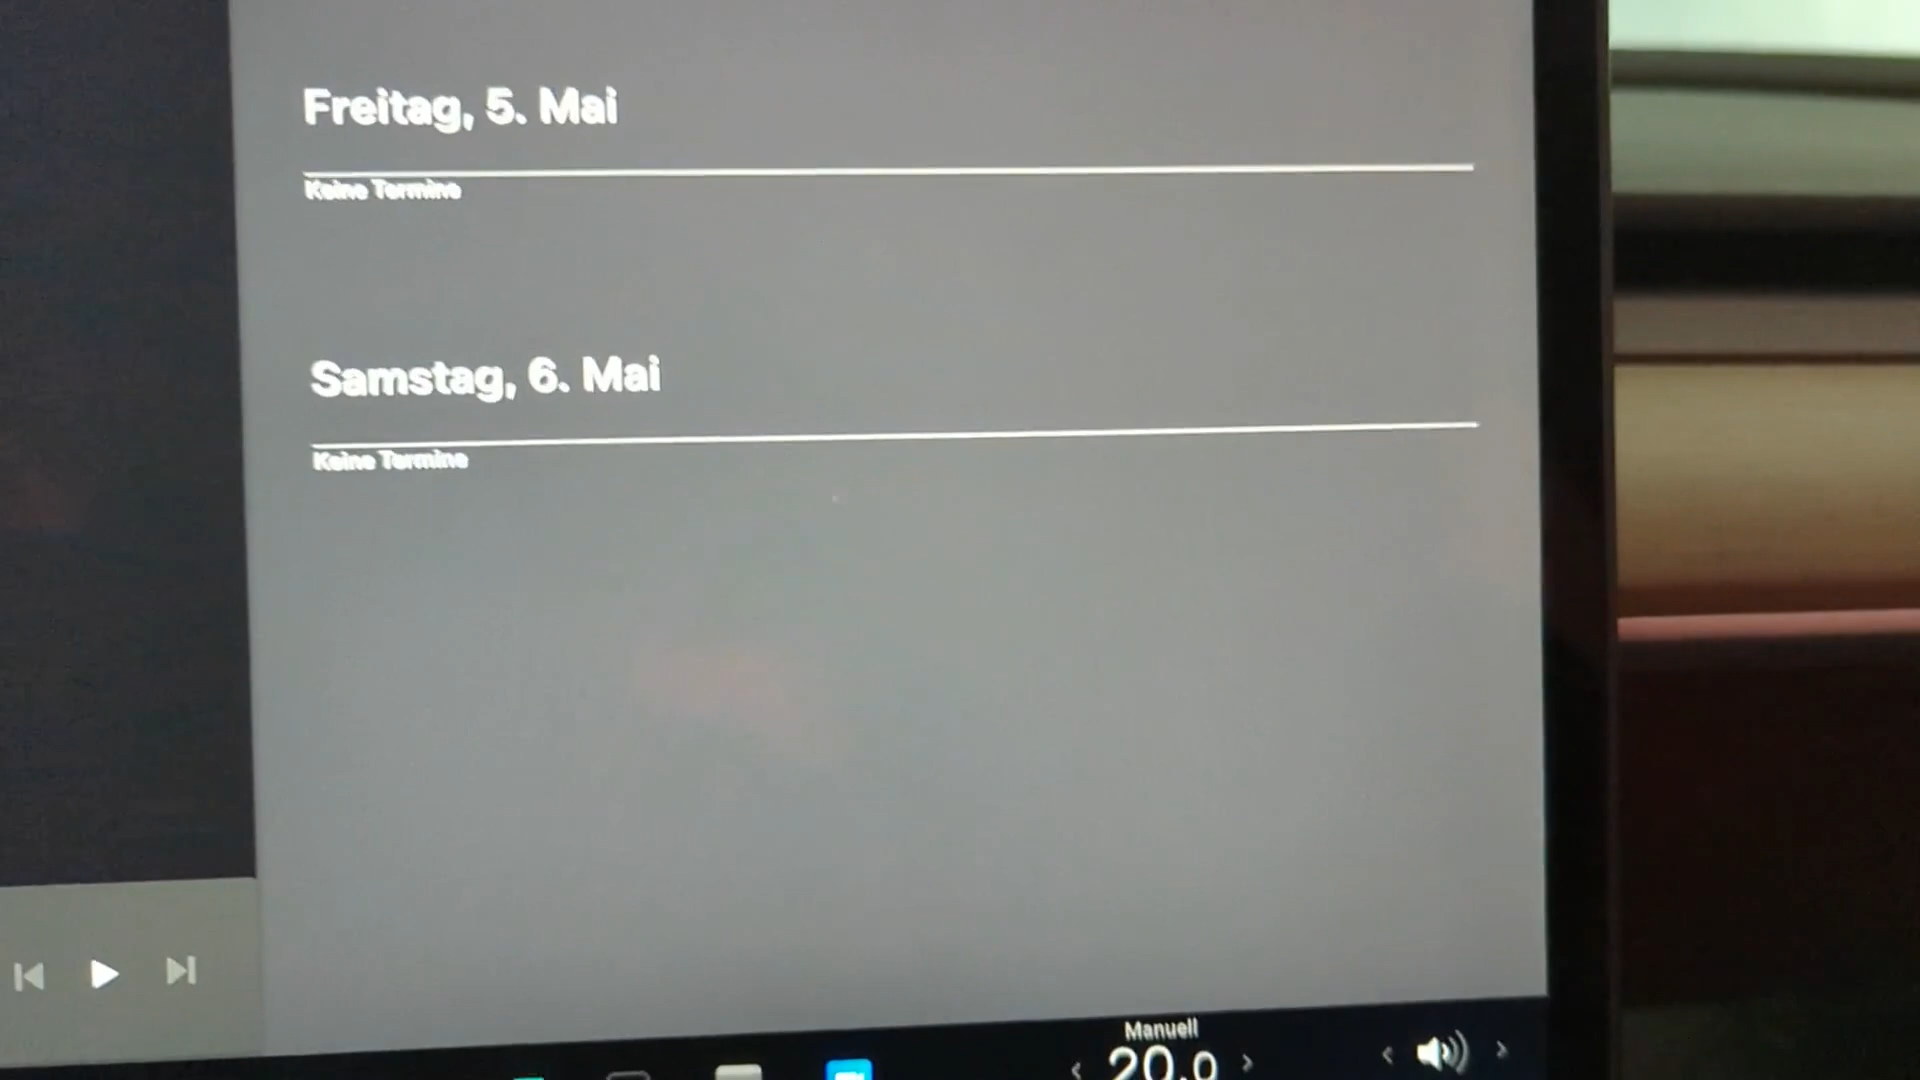 Freitag, 5. Mai
Keine Termine
Samstag, 6. Mai
Keine Termine
Manuell
20.0